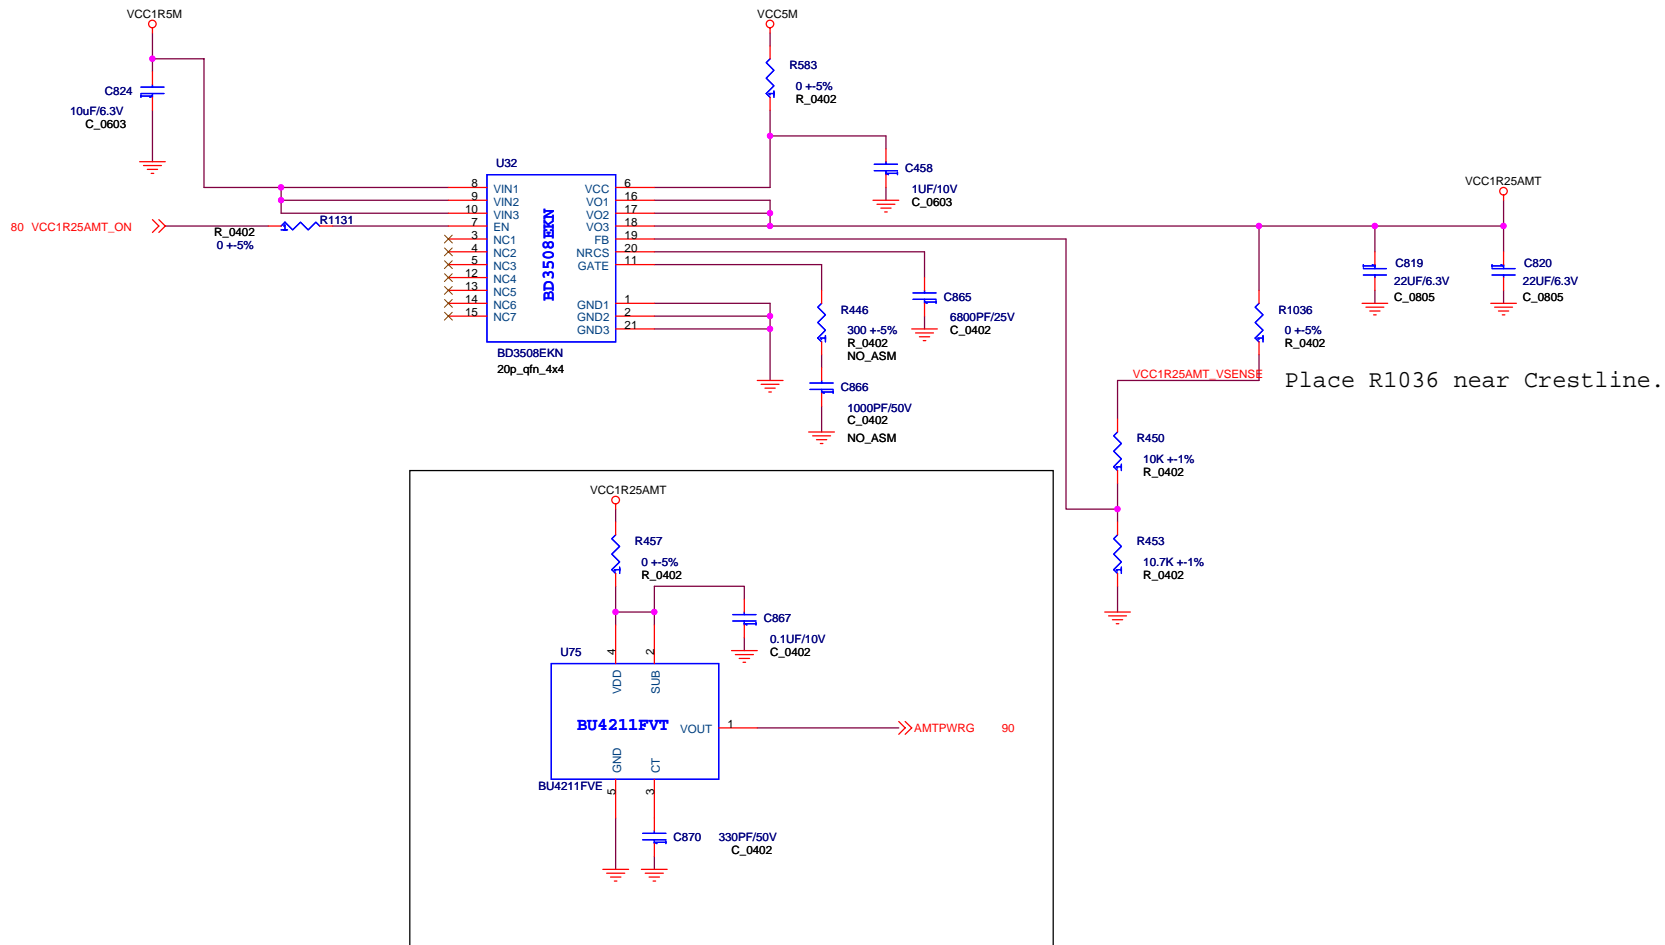 VCC1R5M
C824
10uF/6.3V
C_0603
VCC5M
R583
0 +-5%
R_0402
C458
1UF/10V
C_0603
VCC1R25AMT
80 VCC1R25AMT_ON
R1131
R_0402
0 +-5%
U32
BD3508EKN
8 VIN1
9 VIN2
10 VIN3
7 EN
3 NC1
4 NC2
5 NC3
12 NC4
13 NC5
14 NC6
15 NC7
VCC 6
VO1 16
VO2 17
VO3 18
FB 19
NRCS 20
GATE 11
GND1 1
GND2 2
GND3 21
BD3508EKN
20p_qfn_4x4
R446
300 +-5%
R_0402
NO_ASM
C866
1000PF/50V
C_0402
NO_ASM
C865
6800PF/25V
C_0402
C819
22UF/6.3V
C_0805
C820
22UF/6.3V
C_0805
R1036
0 +-5%
R_0402
VCC1R25AMT_VSENSE
Place R1036 near Crestline.
R450
10K +-1%
R_0402
R453
10.7K +-1%
R_0402
VCC1R25AMT
R457
0 +-5%
R_0402
C867
0.1UF/10V
C_0402
U75
4 VDD
2 SUB
BU4211FVT
VOUT 1
AMTPWRG 90
GND 5
CT 3
BU4211FVE
C870 330PF/50V
C_0402